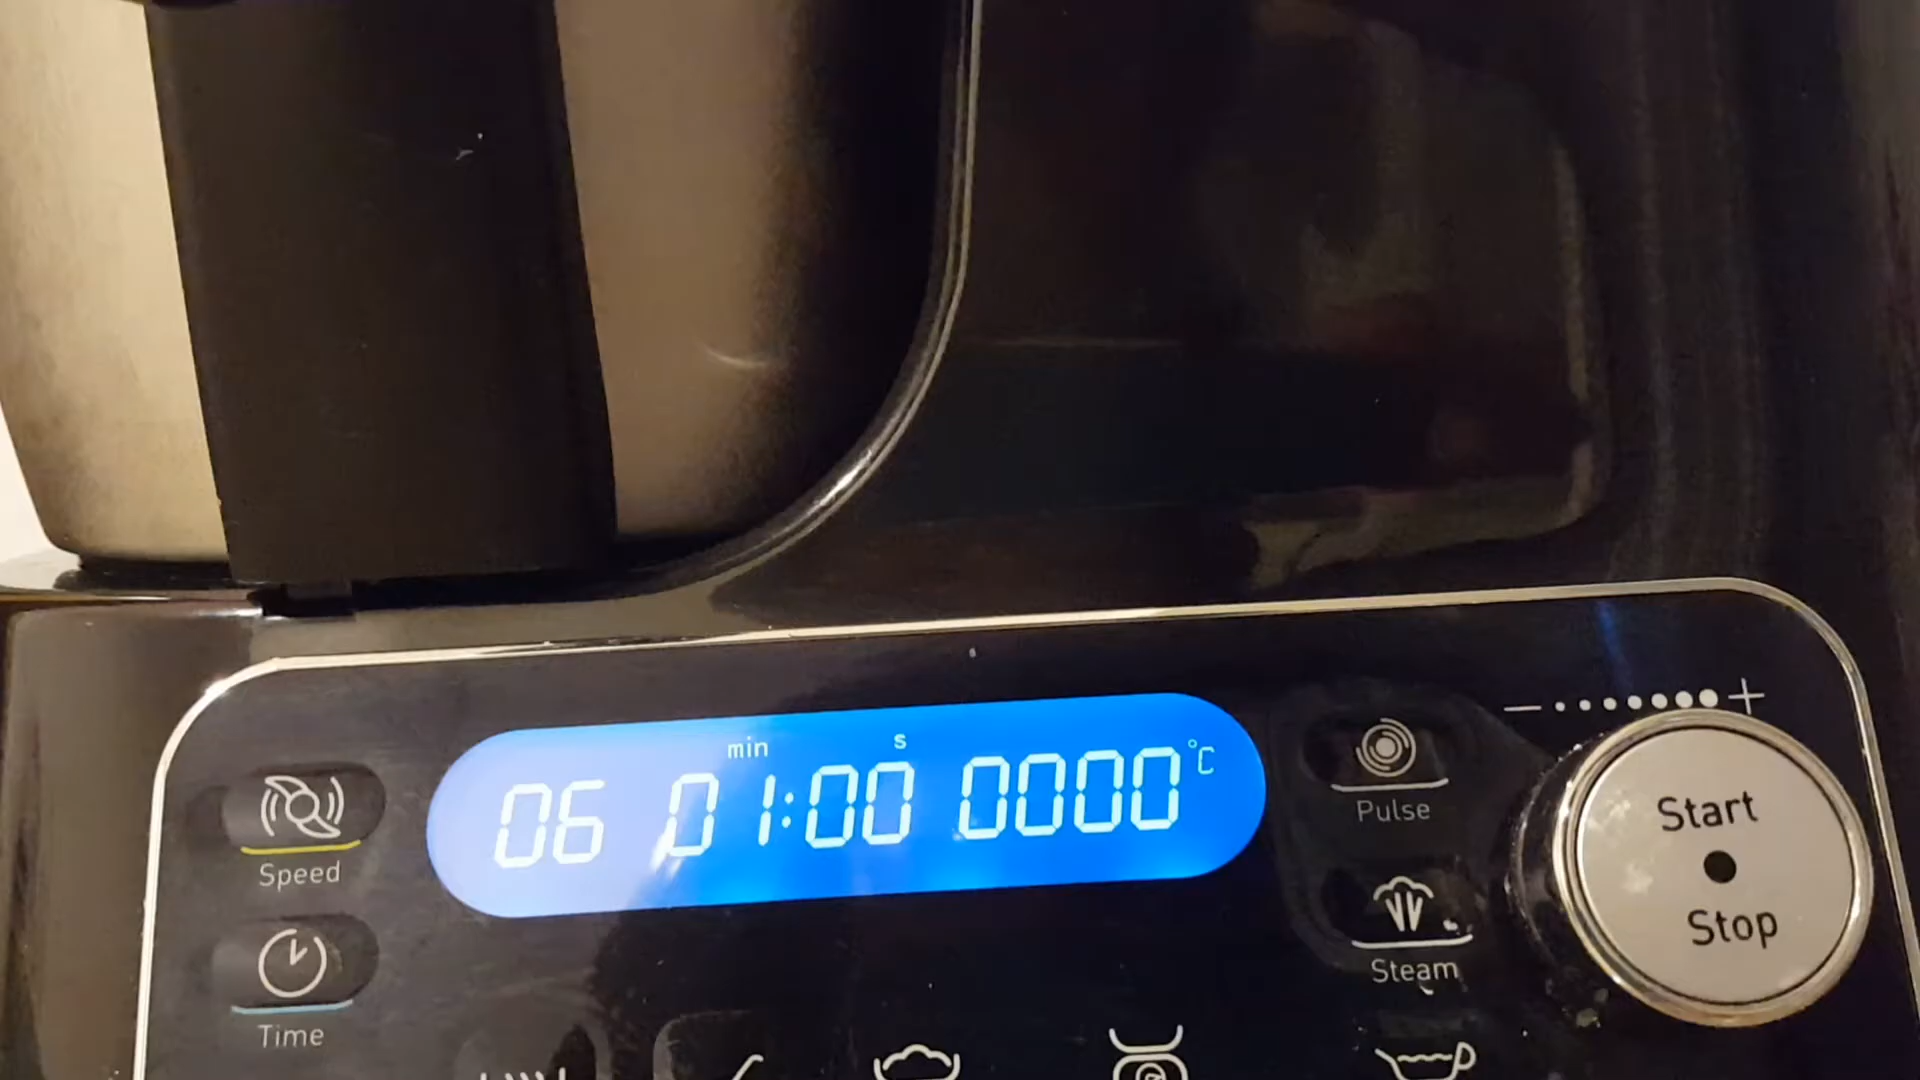 min s
06 01:00 0000 °C
Speed
Time
Pulse
Steam
− +
Start
Stop